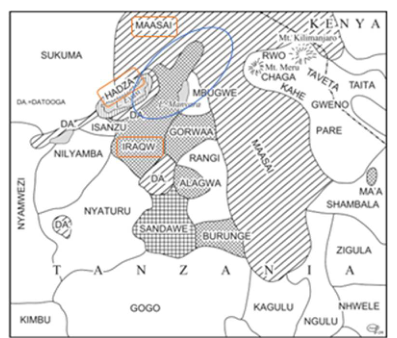 MAASAI
KENYA
Mt. Kilimanjaro
SUKUMA
RWO
Mt. Meru
CHAGA
TAVETA
TAITA
HADZA
KAHE
DA.=DATOOGA
MBUGWE
GWENO
DA.
DA.
ISANZU
GORWAA
PARE
NILYAMBA
IRAQW
RANGI
MAASAI
NYAMWEZI
DA.
ALAGWA
MA'A
SHAMBALA
NYATURU
DA.
SANDAWE
BURUNGE
ZIGULA
TANZANIA
GOGO
KIMBU
KAGULU
NHWELE
NGULU